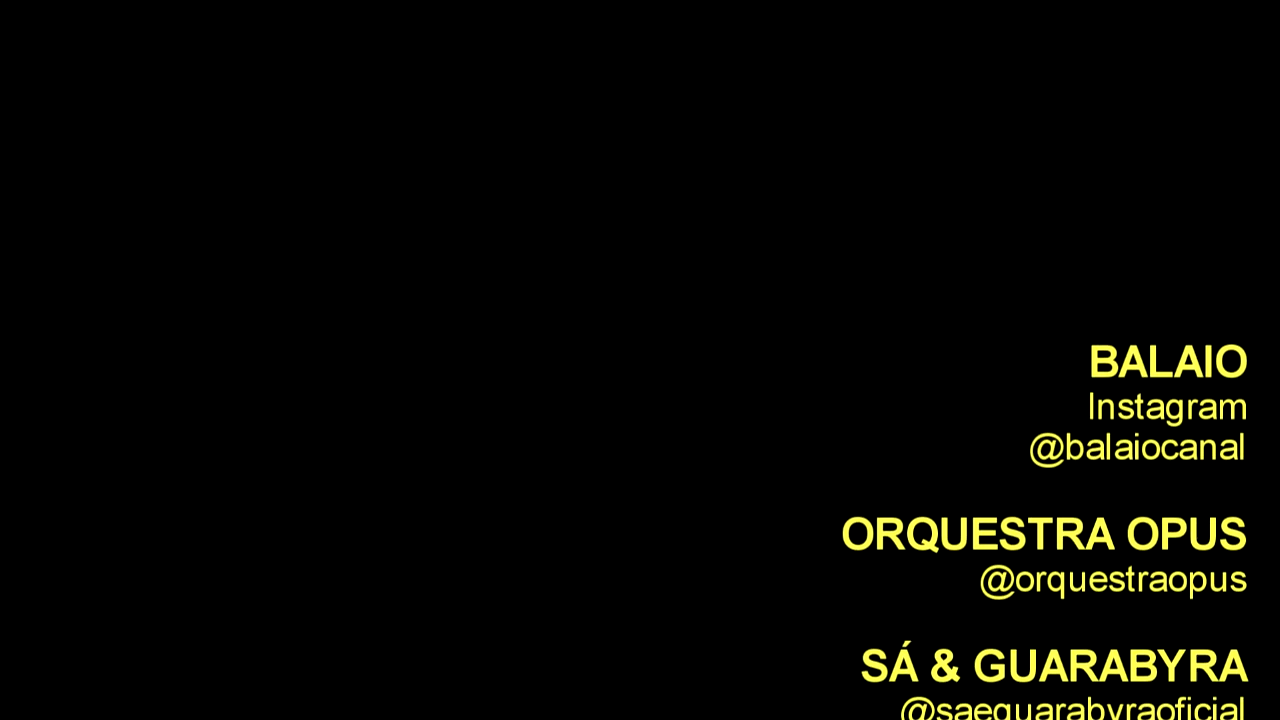 BALAIO
Instagram
@balaiocanal
ORQUESTRA OPUS
@orquestraopus
SÁ & GUARABYRA
@saeguarabyraoficial